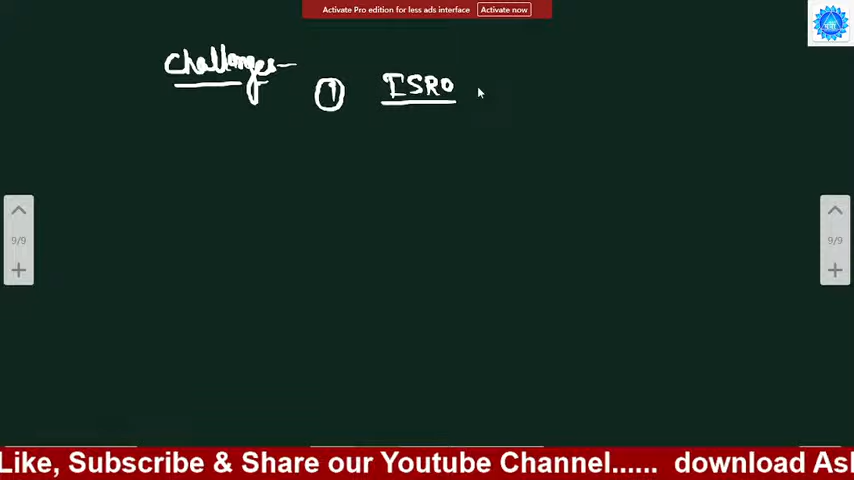 Activate Pro edition for less ads interface Activate now
Challenges-
① ISRO
9/9
9/9
Like, Subscribe & Share our Youtube Channel...... download Asl